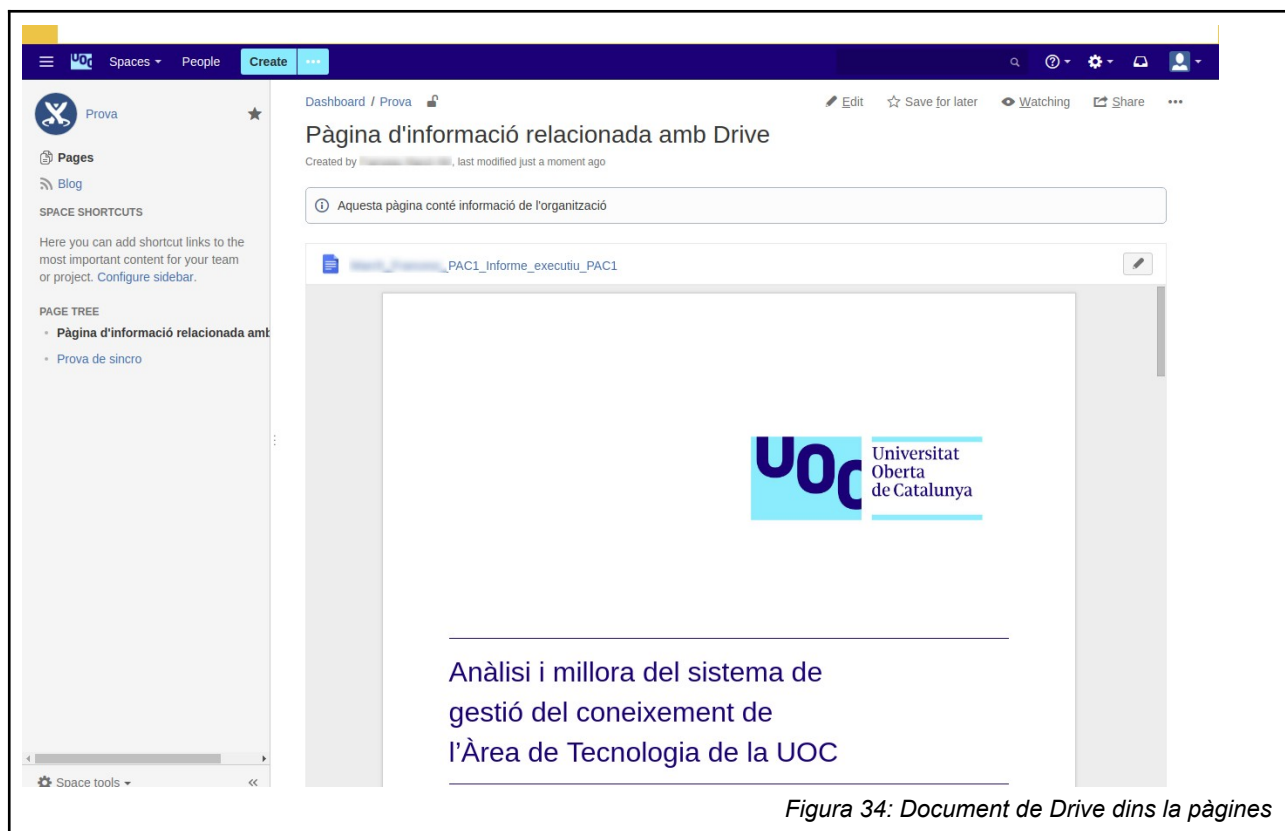 UOC Spaces People Create ...
Prova
Pages
Blog
SPACE SHORTCUTS
Here you can add shortcut links to the
most important content for your team
or project. Configure sidebar.
PAGE TREE
Pàgina d'informació relacionada amb
Prova de sincro
Space tools
Dashboard / Prova
Edit Save for later Watching Share ...
Pàgina d'informació relacionada amb Drive
Created by , last modified just a moment ago
Aquesta pàgina conté informació de l'organització
_PAC1_Informe_executiu_PAC1
UOC
Universitat
Oberta
de Catalunya
Anàlisi i millora del sistema de
gestió del coneixement de
l'Àrea de Tecnologia de la UOC
Figura 34: Document de Drive dins la pàgines